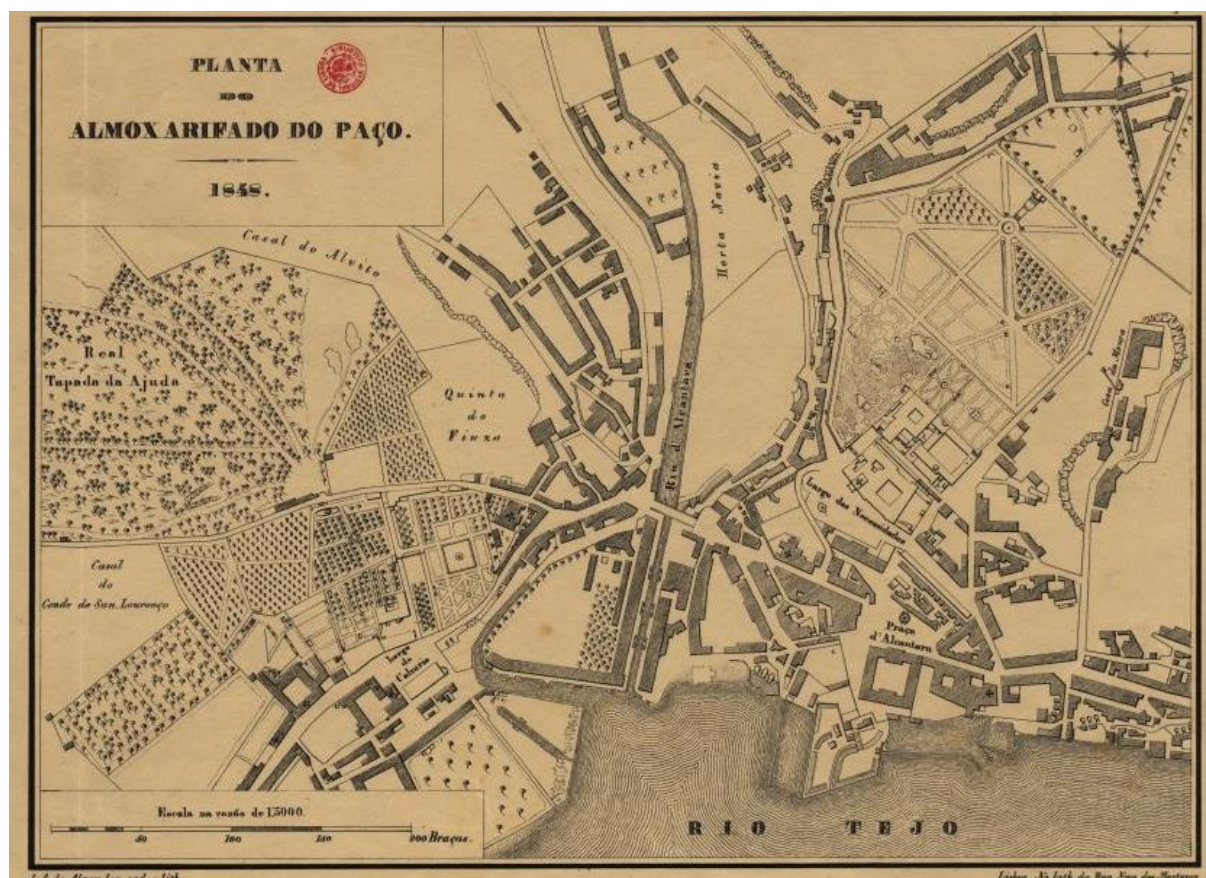 PLANTA
DO
ALMOXARIFADO DO PAÇO.
1848.
Casal do Alvito
Real
Tapada da Ajuda
Quinta
do
Fiuza
Horta Navia
Rio d'Alcantara
Largo das Necessidades
Casal
do
Conde de San Lourenço
Largo
do
Calvario
Praça
d'Alcantara
Escala na razão de 1:5000.
50 100 150 200 Braças.
RIO TEJO
Lisboa